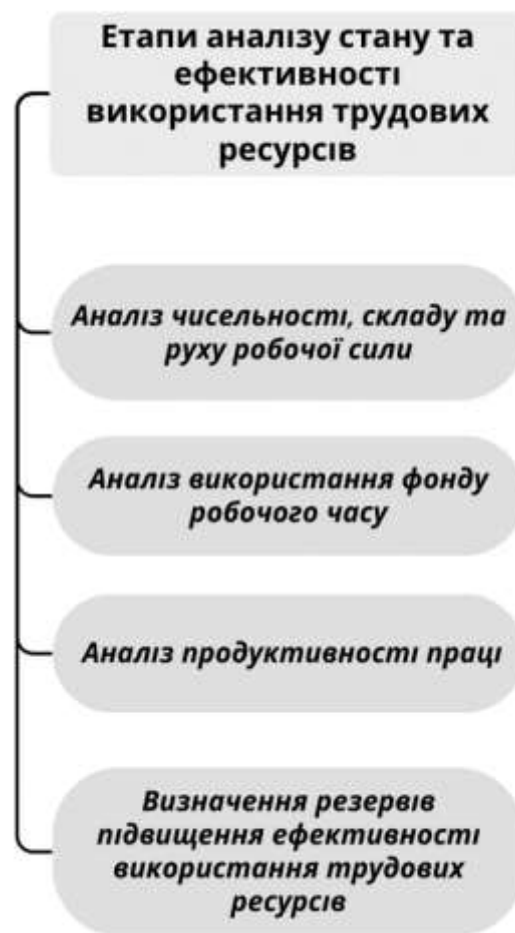 Етапи аналізу стану та
ефективності
використання трудових
ресурсів
Аналіз чисельності, складу та
руху робочої сили
Аналіз використання фонду
робочого часу
Аналіз продуктивності праці
Визначення резервів
підвищення ефективності
використання трудових
ресурсів